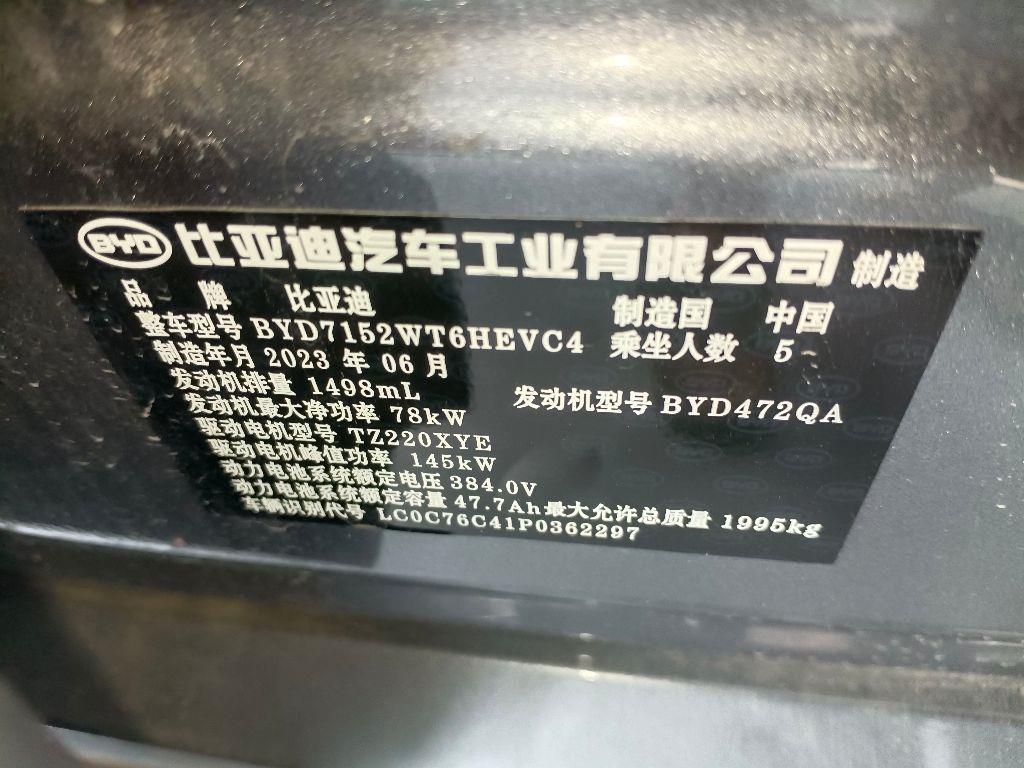 BYD 比亚迪汽车工业有限公司 制造
品 牌 比亚迪 制造国 中国
整车型号 BYD7152WT6HEVC4 乘坐人数 5
制造年月 2023 年 06 月
发动机排量 1498mL 发动机型号 BYD472QA
发动机最大净功率 78kW
驱动电机型号 TZ220XYE
驱动电机峰值功率 145kW
动力电池系统额定电压 384.0V
动力电池系统额定容量 47.7Ah 最大允许总质量 1995kg
车辆识别代号 LC0C76C41P0362297